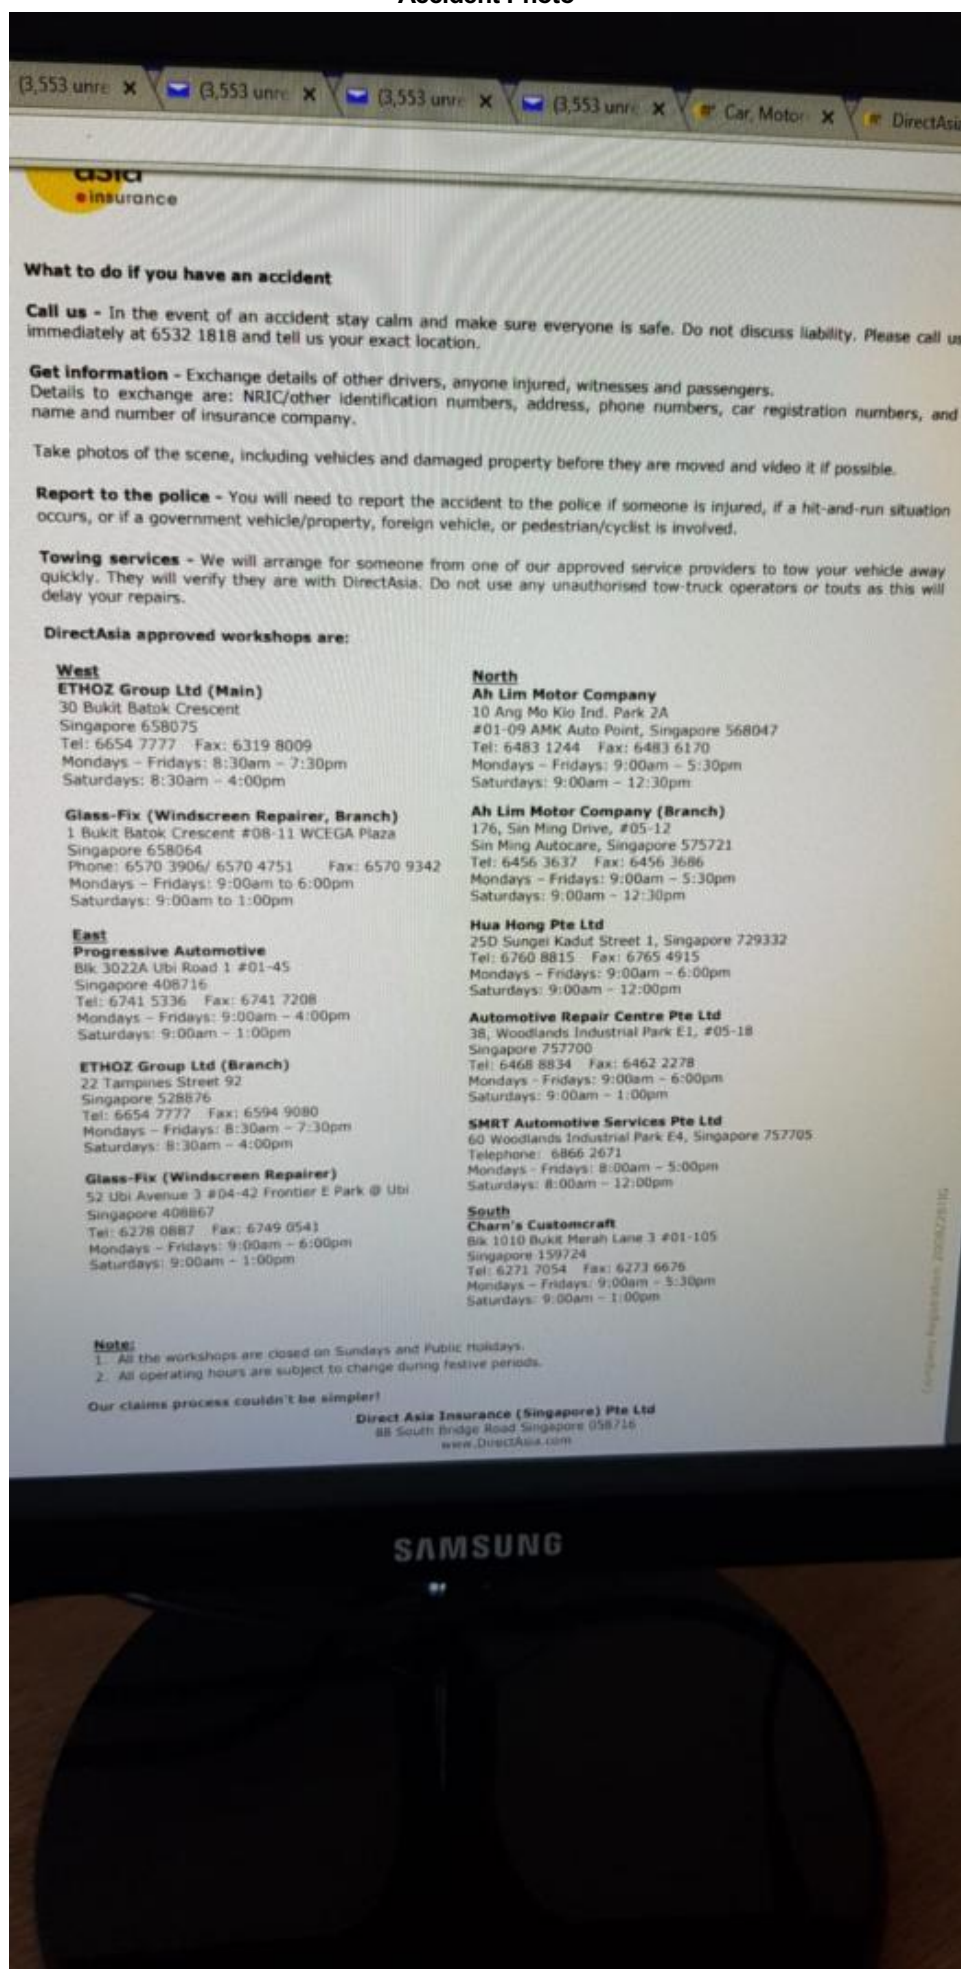 Accident Photo
(3,553 unre × (3,553 unre × (3,553 unre × (3,553 unre × Car, Motor × DirectAsia
asia
insurance
What to do if you have an accident
Call us - In the event of an accident stay calm and make sure everyone is safe. Do not discuss liability. Please call us
immediately at 6532 1818 and tell us your exact location.
Get information - Exchange details of other drivers, anyone injured, witnesses and passengers.
Details to exchange are: NRIC/other identification numbers, address, phone numbers, car registration numbers, and
name and number of insurance company.
Take photos of the scene, including vehicles and damaged property before they are moved and video it if possible.
Report to the police - You will need to report the accident to the police if someone is injured, if a hit-and-run situation
occurs, or if a government vehicle/property, foreign vehicle, or pedestrian/cyclist is involved.
Towing services - We will arrange for someone from one of our approved service providers to tow your vehicle away
quickly. They will verify they are with DirectAsia. Do not use any unauthorised tow-truck operators or touts as this will
delay your repairs.
DirectAsia approved workshops are:
West
ETHOZ Group Ltd (Main)
30 Bukit Batok Crescent
Singapore 658075
Tel: 6654 7777 Fax: 6319 8009
Mondays - Fridays: 8:30am - 7:30pm
Saturdays: 8:30am - 4:00pm
Glass-Fix (Windscreen Repairer, Branch)
1 Bukit Batok Crescent #08-11 WCEGA Plaza
Singapore 658064
Phone: 6570 3906/ 6570 4751 Fax: 6570 9342
Mondays - Fridays: 9:00am to 6:00pm
Saturdays: 9:00am to 1:00pm
East
Progressive Automotive
Blk 3022A Ubi Road 1 #01-45
Singapore 408716
Tel: 6741 5336 Fax: 6741 7208
Mondays - Fridays: 9:00am - 4:00pm
Saturdays: 9:00am - 1:00pm
ETHOZ Group Ltd (Branch)
22 Tampines Street 92
Singapore 528876
Tel: 6654 7777 Fax: 6594 9080
Mondays - Fridays: 8:30am - 7:30pm
Saturdays: 8:30am - 4:00pm
Glass-Fix (Windscreen Repairer)
52 Ubi Avenue 3 #04-42 Frontier E Park @ Ubi
Singapore 408867
Tel: 6278 0887 Fax: 6749 0541
Mondays - Fridays: 9:00am - 6:00pm
Saturdays: 9:00am - 1:00pm
North
Ah Lim Motor Company
10 Ang Mo Kio Ind. Park 2A
#01-09 AMK Auto Point, Singapore 568047
Tel: 6483 1244 Fax: 6483 6170
Mondays - Fridays: 9:00am - 5:30pm
Saturdays: 9:00am - 12:30pm
Ah Lim Motor Company (Branch)
176, Sin Ming Drive, #05-12
Sin Ming Autocare, Singapore 575721
Tel: 6456 3637 Fax: 6456 3686
Mondays - Fridays: 9:00am - 5:30pm
Saturdays: 9:00am - 12:30pm
Hua Hong Pte Ltd
25D Sungei Kadut Street 1, Singapore 729332
Tel: 6760 8815 Fax: 6765 4915
Mondays - Fridays: 9:00am - 6:00pm
Saturdays: 9:00am - 12:00pm
Automotive Repair Centre Pte Ltd
38, Woodlands Industrial Park E1, #05-18
Singapore 757700
Tel: 6468 8834 Fax: 6462 2278
Mondays - Fridays: 9:00am - 6:00pm
Saturdays: 9:00am - 1:00pm
SMRT Automotive Services Pte Ltd
60 Woodlands Industrial Park E4, Singapore 757705
Telephone: 6866 2671
Mondays - Fridays: 8:00am - 5:00pm
Saturdays: 8:00am - 12:00pm
South
Charn's Customcraft
Blk 1010 Bukit Merah Lane 3 #01-105
Singapore 159724
Tel: 6271 7054 Fax: 6273 6676
Mondays - Fridays: 9:00am - 5:30pm
Saturdays: 9:00am - 1:00pm
Note:
1. All the workshops are closed on Sundays and Public Holidays.
2. All operating hours are subject to change during festive periods.
Our claims process couldn't be simpler!
Direct Asia Insurance (Singapore) Pte Ltd
88 South Bridge Road Singapore 058716
www.DirectAsia.com
Company Registration
SAMSUNG